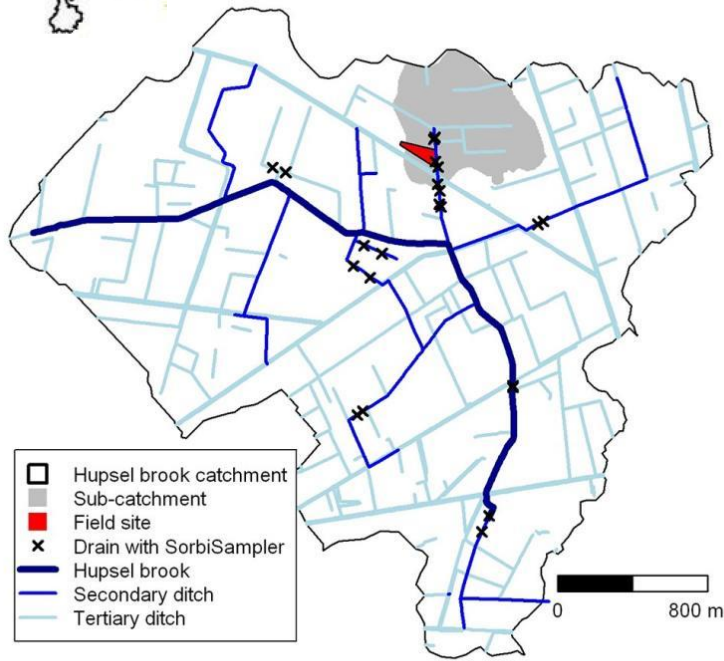 Hupsel brook catchment
Sub-catchment
Field site
Drain with SorbiSampler
Hupsel brook
Secondary ditch
Tertiary ditch
0 800 m